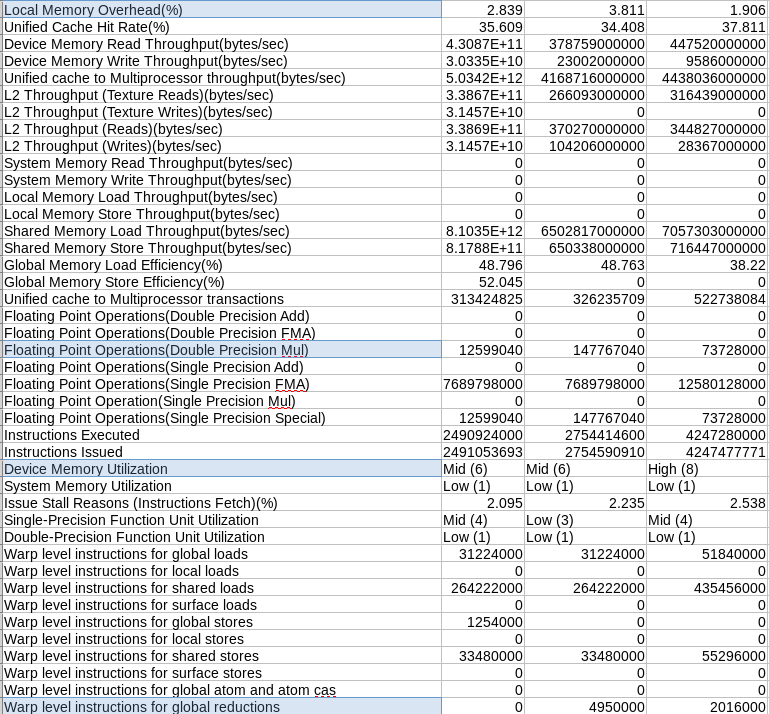 Local Memory Overhead(%) 2.839 3.811 1.906
Unified Cache Hit Rate(%) 35.609 34.408 37.811
Device Memory Read Throughput(bytes/sec) 4.3087E+11 378759000000 447520000000
Device Memory Write Throughput(bytes/sec) 3.0335E+10 23002000000 9586000000
Unified cache to Multiprocessor throughput(bytes/sec) 5.0342E+12 4168716000000 4438036000000
L2 Throughput (Texture Reads)(bytes/sec) 3.3867E+11 266093000000 316439000000
L2 Throughput (Texture Writes)(bytes/sec) 3.1457E+10 0 0
L2 Throughput (Reads)(bytes/sec) 3.3869E+11 370270000000 344827000000
L2 Throughput (Writes)(bytes/sec) 3.1457E+10 104206000000 28367000000
System Memory Read Throughput(bytes/sec) 0 0 0
System Memory Write Throughput(bytes/sec) 0 0 0
Local Memory Load Throughput(bytes/sec) 0 0 0
Local Memory Store Throughput(bytes/sec) 0 0 0
Shared Memory Load Throughput(bytes/sec) 8.1035E+12 6502817000000 7057303000000
Shared Memory Store Throughput(bytes/sec) 8.1788E+11 650338000000 716447000000
Global Memory Load Efficiency(%) 48.796 48.763 38.22
Global Memory Store Efficiency(%) 52.045 0 0
Unified cache to Multiprocessor transactions 313424825 326235709 522738084
Floating Point Operations(Double Precision Add) 0 0 0
Floating Point Operations(Double Precision FMA) 0 0 0
Floating Point Operations(Double Precision Mul) 12599040 147767040 73728000
Floating Point Operations(Single Precision Add) 0 0 0
Floating Point Operations(Single Precision FMA) 7689798000 7689798000 12580128000
Floating Point Operation(Single Precision Mul) 0 0 0
Floating Point Operations(Single Precision Special) 12599040 147767040 73728000
Instructions Executed 2490924000 2754414600 4247280000
Instructions Issued 2491053693 2754590910 4247477771
Device Memory Utilization Mid (6) Mid (6) High (8)
System Memory Utilization Low (1) Low (1) Low (1)
Issue Stall Reasons (Instructions Fetch)(%) 2.095 2.235 2.538
Single-Precision Function Unit Utilization Mid (4) Low (3) Mid (4)
Double-Precision Function Unit Utilization Low (1) Low (1) Low (1)
Warp level instructions for global loads 31224000 31224000 51840000
Warp level instructions for local loads 0 0 0
Warp level instructions for shared loads 264222000 264222000 435456000
Warp level instructions for surface loads 0 0 0
Warp level instructions for global stores 1254000 0 0
Warp level instructions for local stores 0 0 0
Warp level instructions for shared stores 33480000 33480000 55296000
Warp level instructions for surface stores 0 0 0
Warp level instructions for global atom and atom cas 0 0 0
Warp level instructions for global reductions 0 4950000 2016000